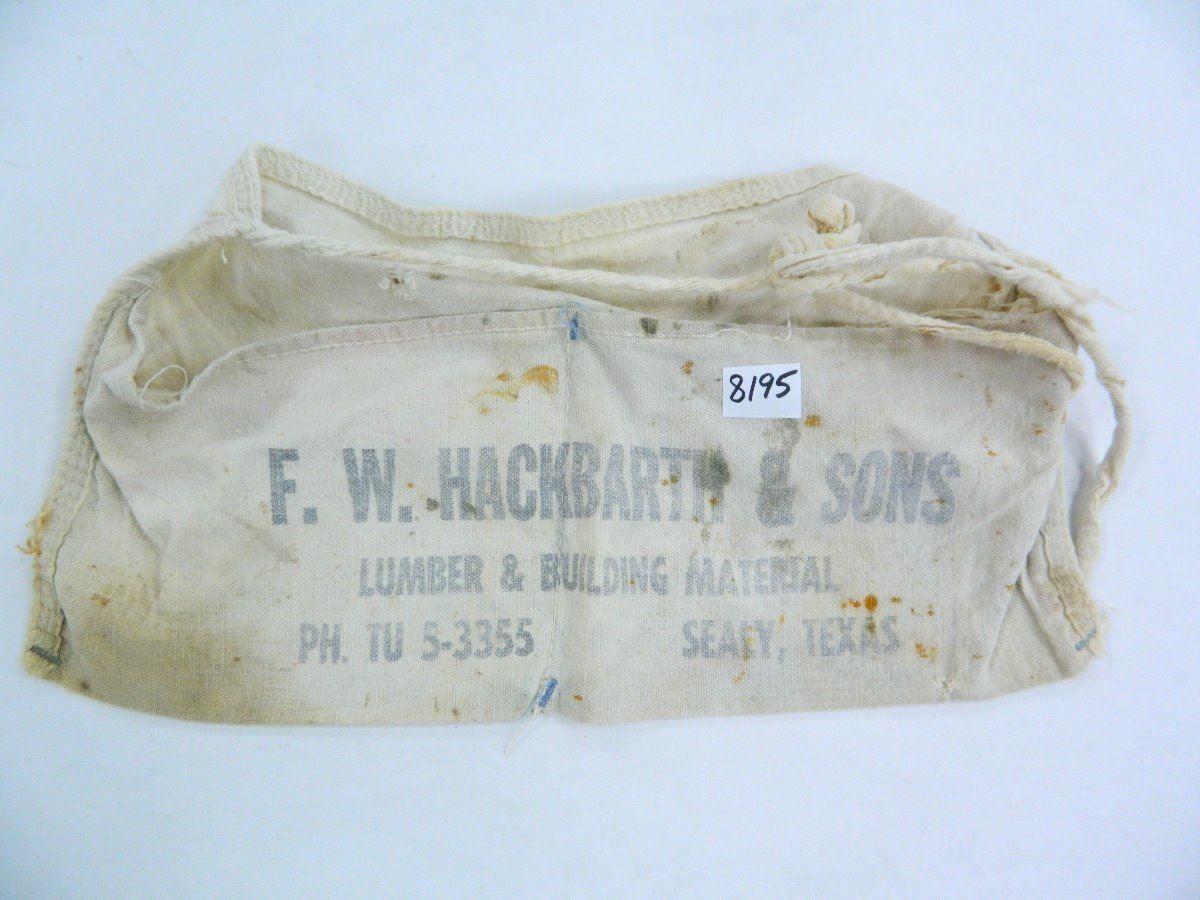 8195
F. W. HACKBARTH & SONS
LUMBER & BUILDING MATERIAL
PH. TU 5-3355 SEALY, TEXAS